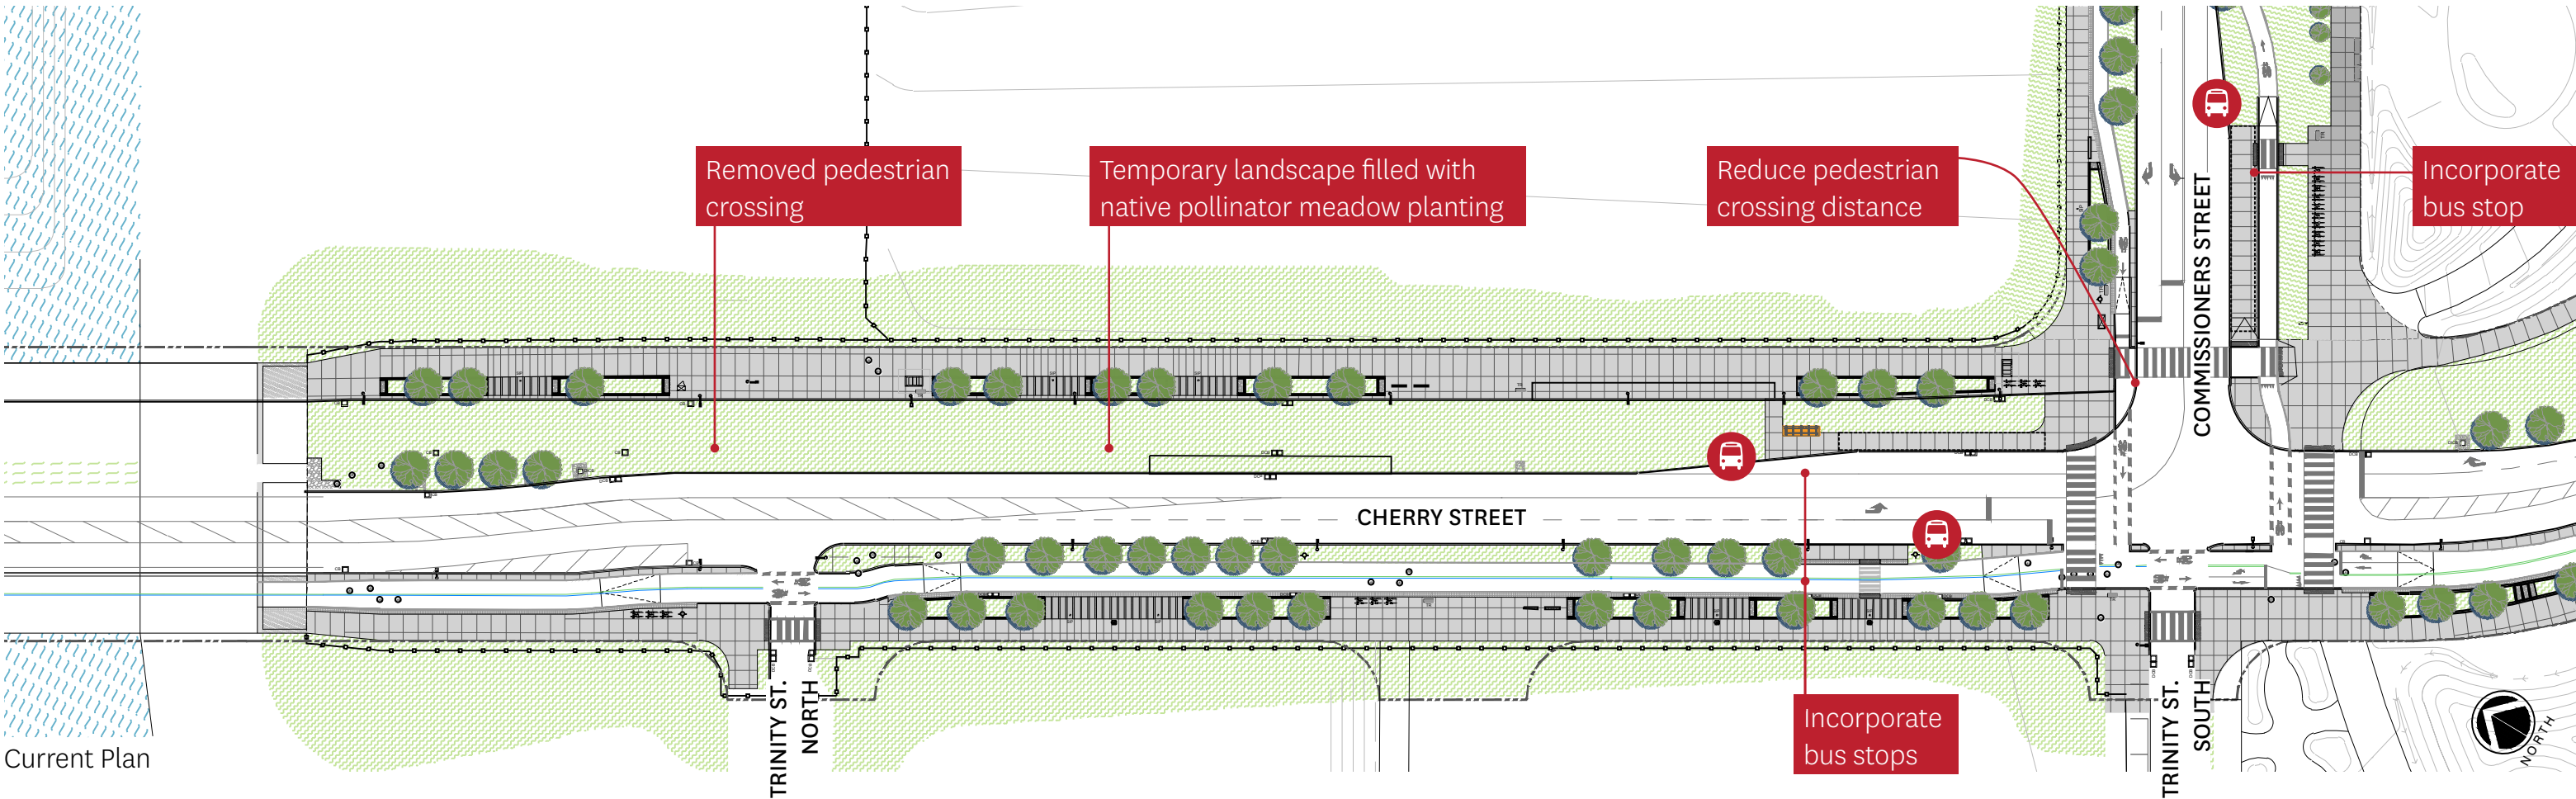 Removed pedestrian
crossing
Temporary landscape filled with
native pollinator meadow planting
Reduce pedestrian
crossing distance
Incorporate
bus stop
COMMISSIONERS STREET
CHERRY STREET
Incorporate
bus stops
TRINITY ST.
NORTH
TRINITY ST.
SOUTH
NORTH
Current Plan